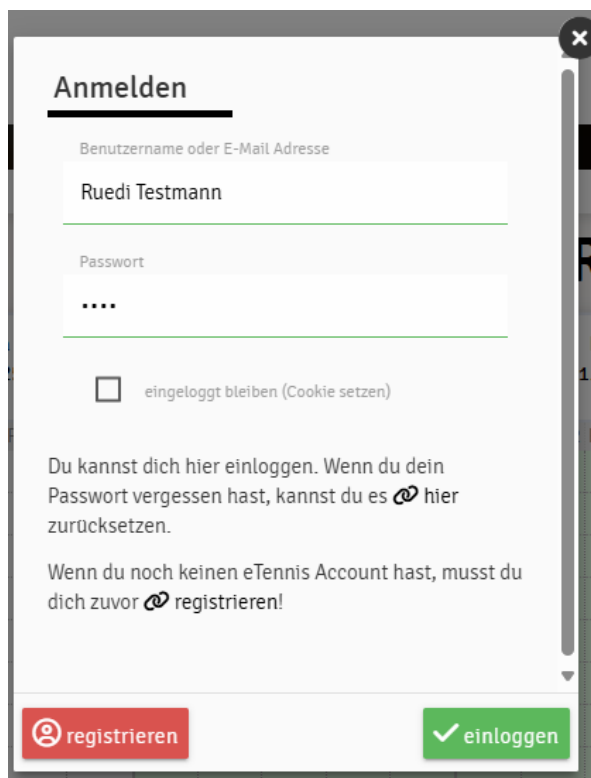 Anmelden
Benutzername oder E-Mail Adresse
Ruedi Testmann
Passwort
....
eingeloggt bleiben (Cookie setzen)
Du kannst dich hier einloggen. Wenn du dein
Passwort vergessen hast, kannst du es hier
zurücksetzen.
Wenn du noch keinen eTennis Account hast, musst du
dich zuvor registrieren!
registrieren
einloggen